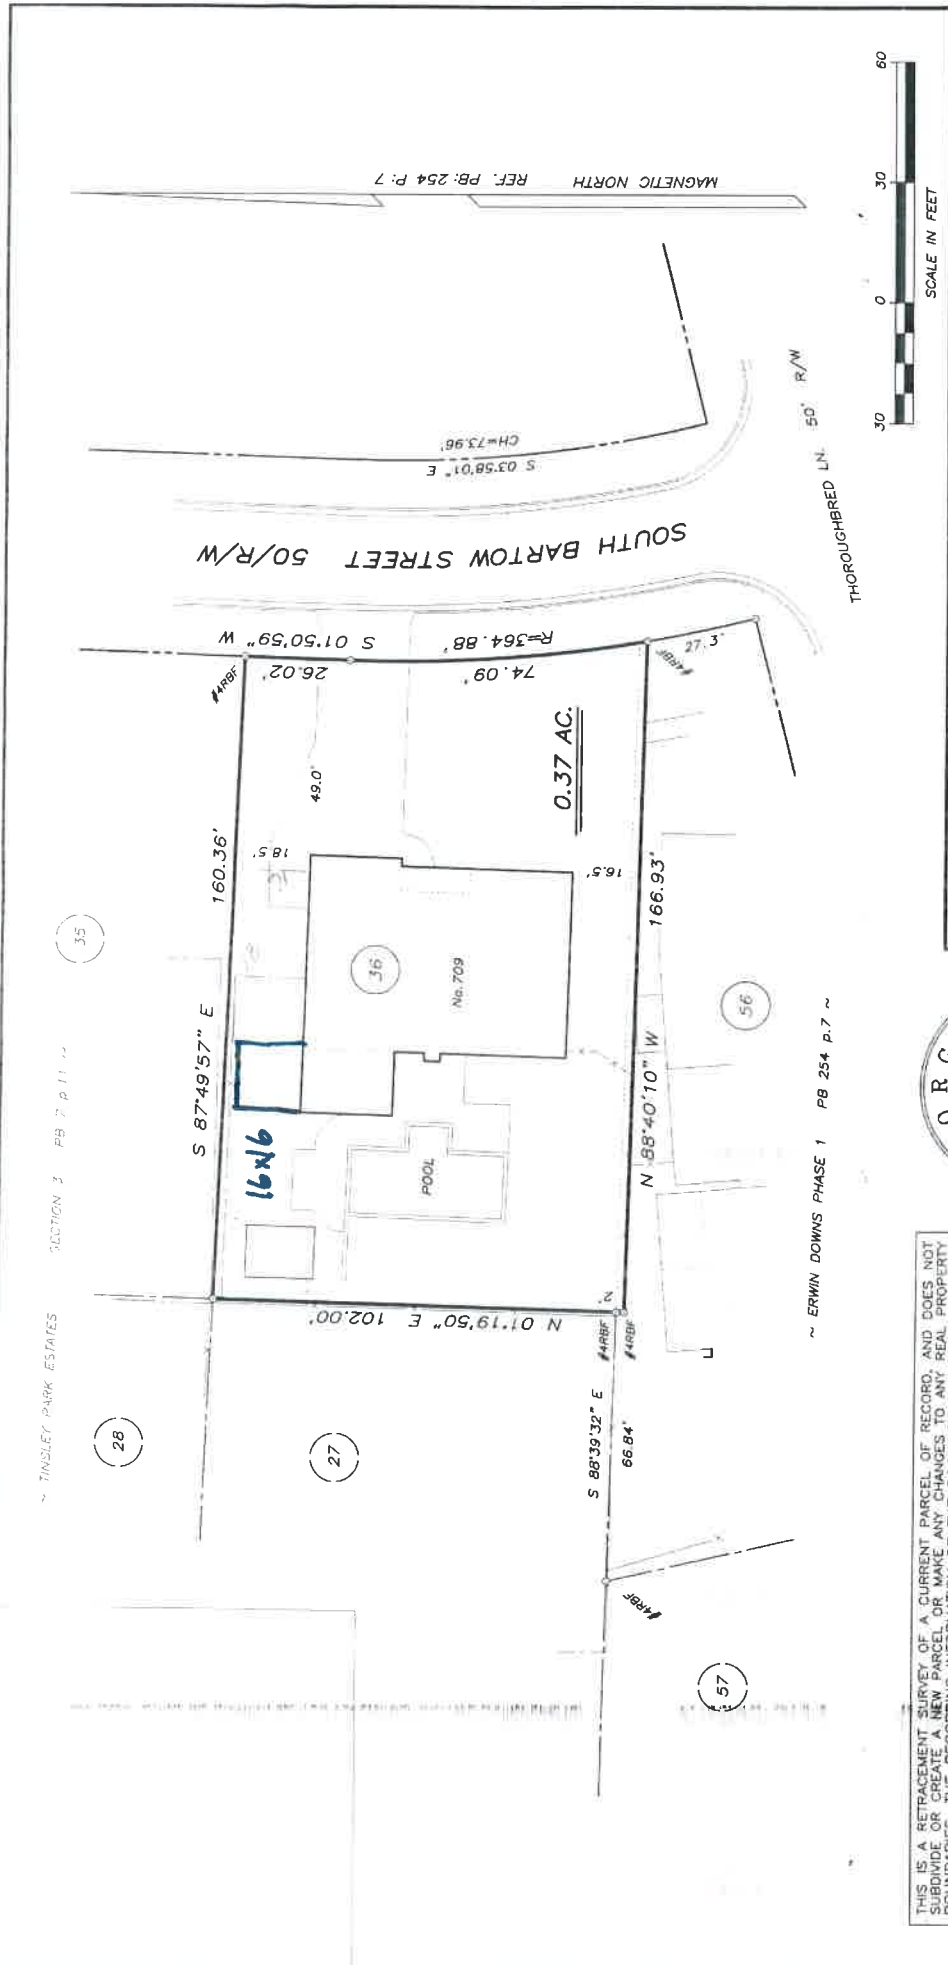 MAGNETIC NORTH REF. PB: 254 P: 7
60
30
0
30
SCALE IN FEET
S 03°58'01" E
CH=73.96'
SOUTH BARTOW STREET 50/R/W
THOROUGHBRED LN. 50' R/W
S 01°50'59" W
26.02'
R=364.88'
74.09'
27.3'
#4RBF
#4RBF
0.37 AC.
49.0'
18.5'
16.5'
S 87°49'57" E 160.36'
N 88°40'10" W 166.93'
35
36
No.709
56
16x16
POOL
N 01°19'50" E 102.00'
2'
#4RBF
#4RBF
S 88°39'32" E
66.84'
#4RBF
~ TINSLEY PARK ESTATES SECTION 3
~ ERWIN DOWNS PHASE 1 PB 254 p.7 ~
28
27
57
O R C
THIS IS A RETRACEMENT SURVEY OF A CURRENT PARCEL OF RECORD, AND DOES NOT
SUBDIVIDE OR CREATE A NEW PARCEL OR MAKE ANY CHANGES TO ANY REAL PROPERTY